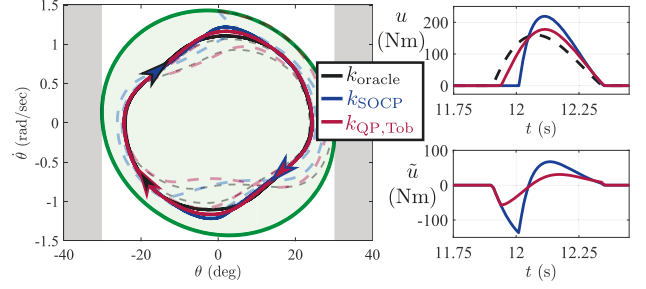 1.5
1
0.5
0
-0.5
-1
-1.5
-40
-20
0
20
40
θ (deg)
θ̇ (rad/sec)
k_oracle
k_SOCP
k_QP,Tob
u
(Nm)
200
100
0
11.75
12
12.25
t (s)
ũ
(Nm)
100
0
-100
11.75
12
12.25
t (s)